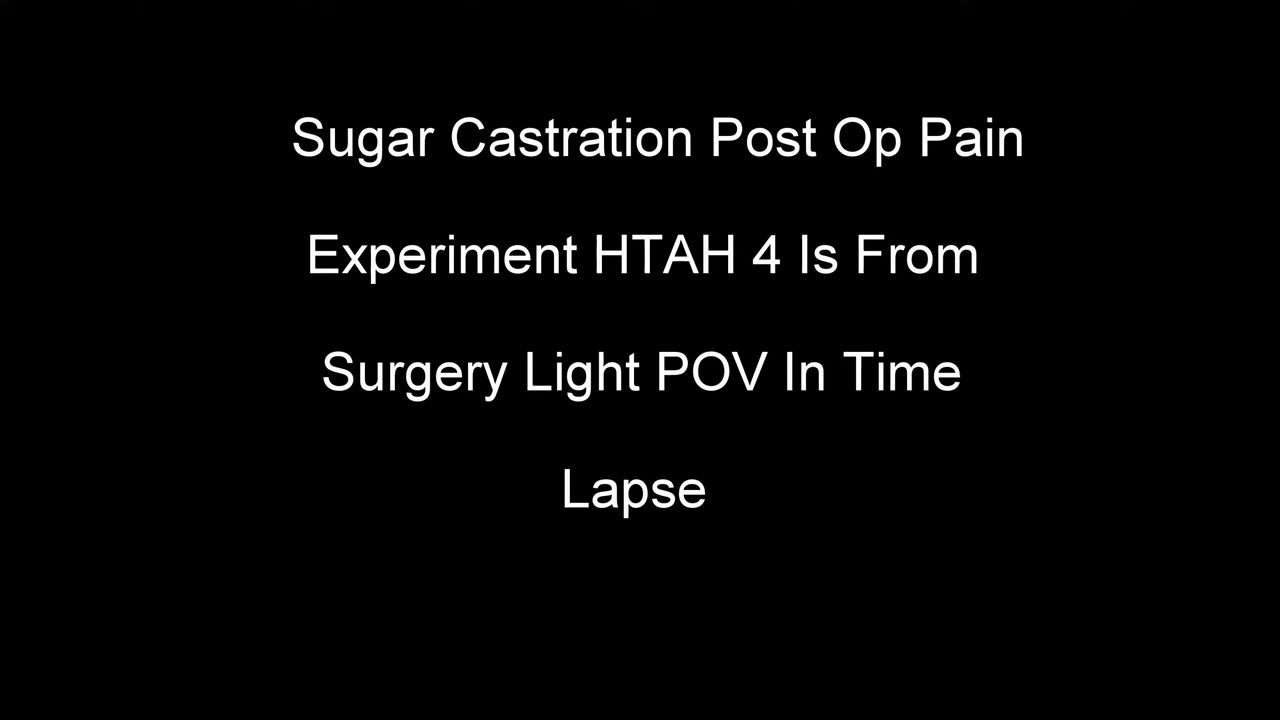 Sugar Castration Post Op Pain
Experiment HTAH 4 Is From
Surgery Light POV In Time
Lapse